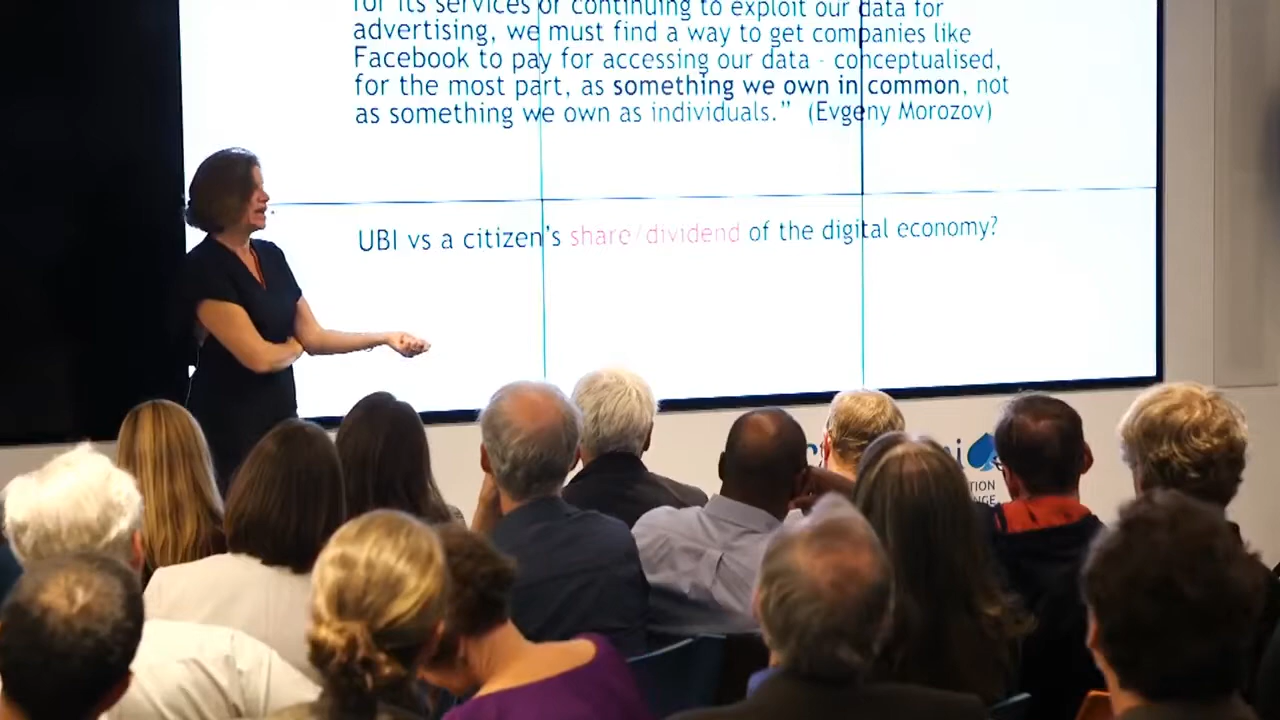 for its services or continuing to exploit our data for
advertising, we must find a way to get companies like
Facebook to pay for accessing our data - conceptualised,
for the most part, as something we own in common, not
as something we own as individuals.” (Evgeny Morozov)
UBI vs a citizen's share/dividend of the digital economy?